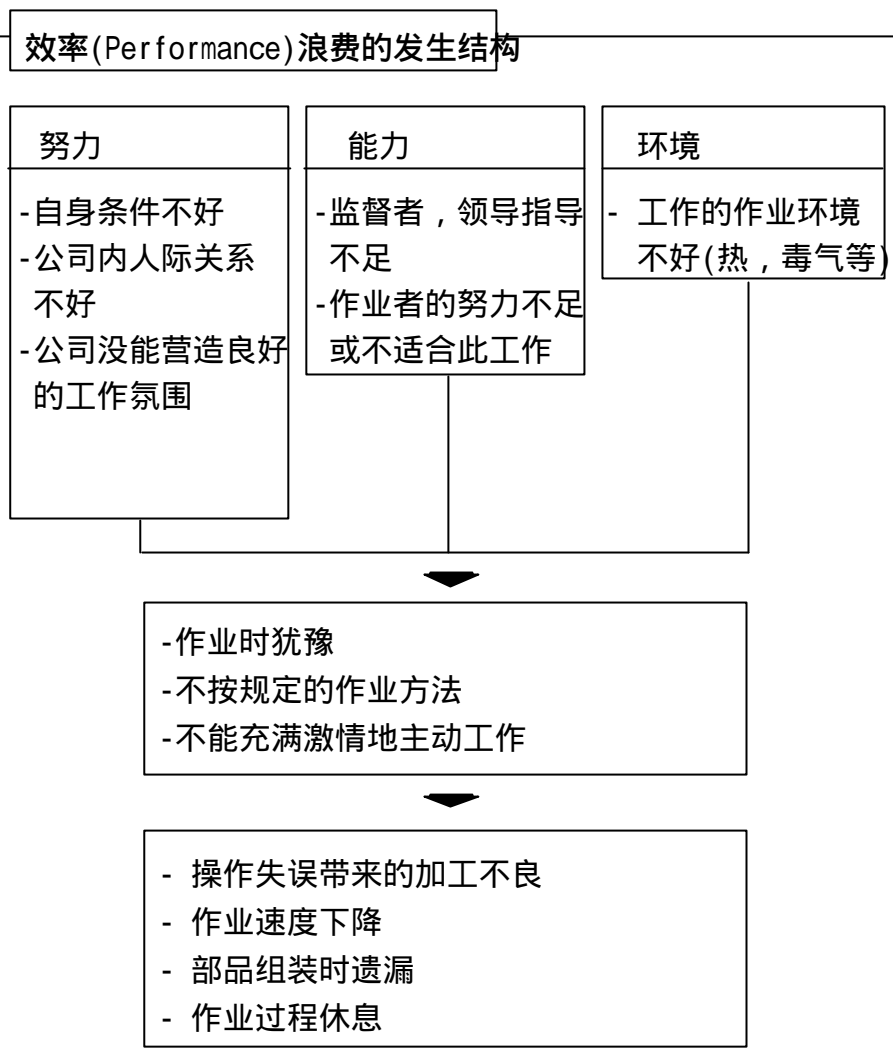 效率(Performance)浪费的发生结构
努力
-自身条件不好
-公司内人际关系
不好
-公司没能营造良好
的工作氛围
能力
-监督者，领导指导
不足
-作业者的努力不足
或不适合此工作
环境
- 工作的作业环境
不好(热，毒气等)
-作业时犹豫
-不按规定的作业方法
-不能充满激情地主动工作
- 操作失误带来的加工不良
- 作业速度下降
- 部品组装时遗漏
- 作业过程休息